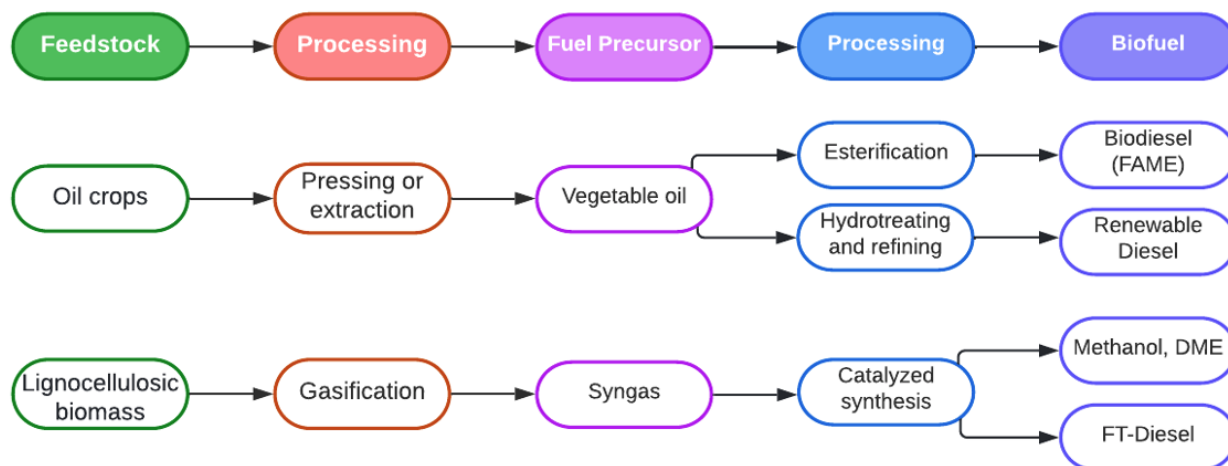 Feedstock
Processing
Fuel Precursor
Processing
Biofuel
Oil crops
Pressing or
extraction
Vegetable oil
Esterification
Biodiesel
(FAME)
Hydrotreating
and refining
Renewable
Diesel
Lignocellulosic
biomass
Gasification
Syngas
Catalyzed
synthesis
Methanol, DME
FT-Diesel